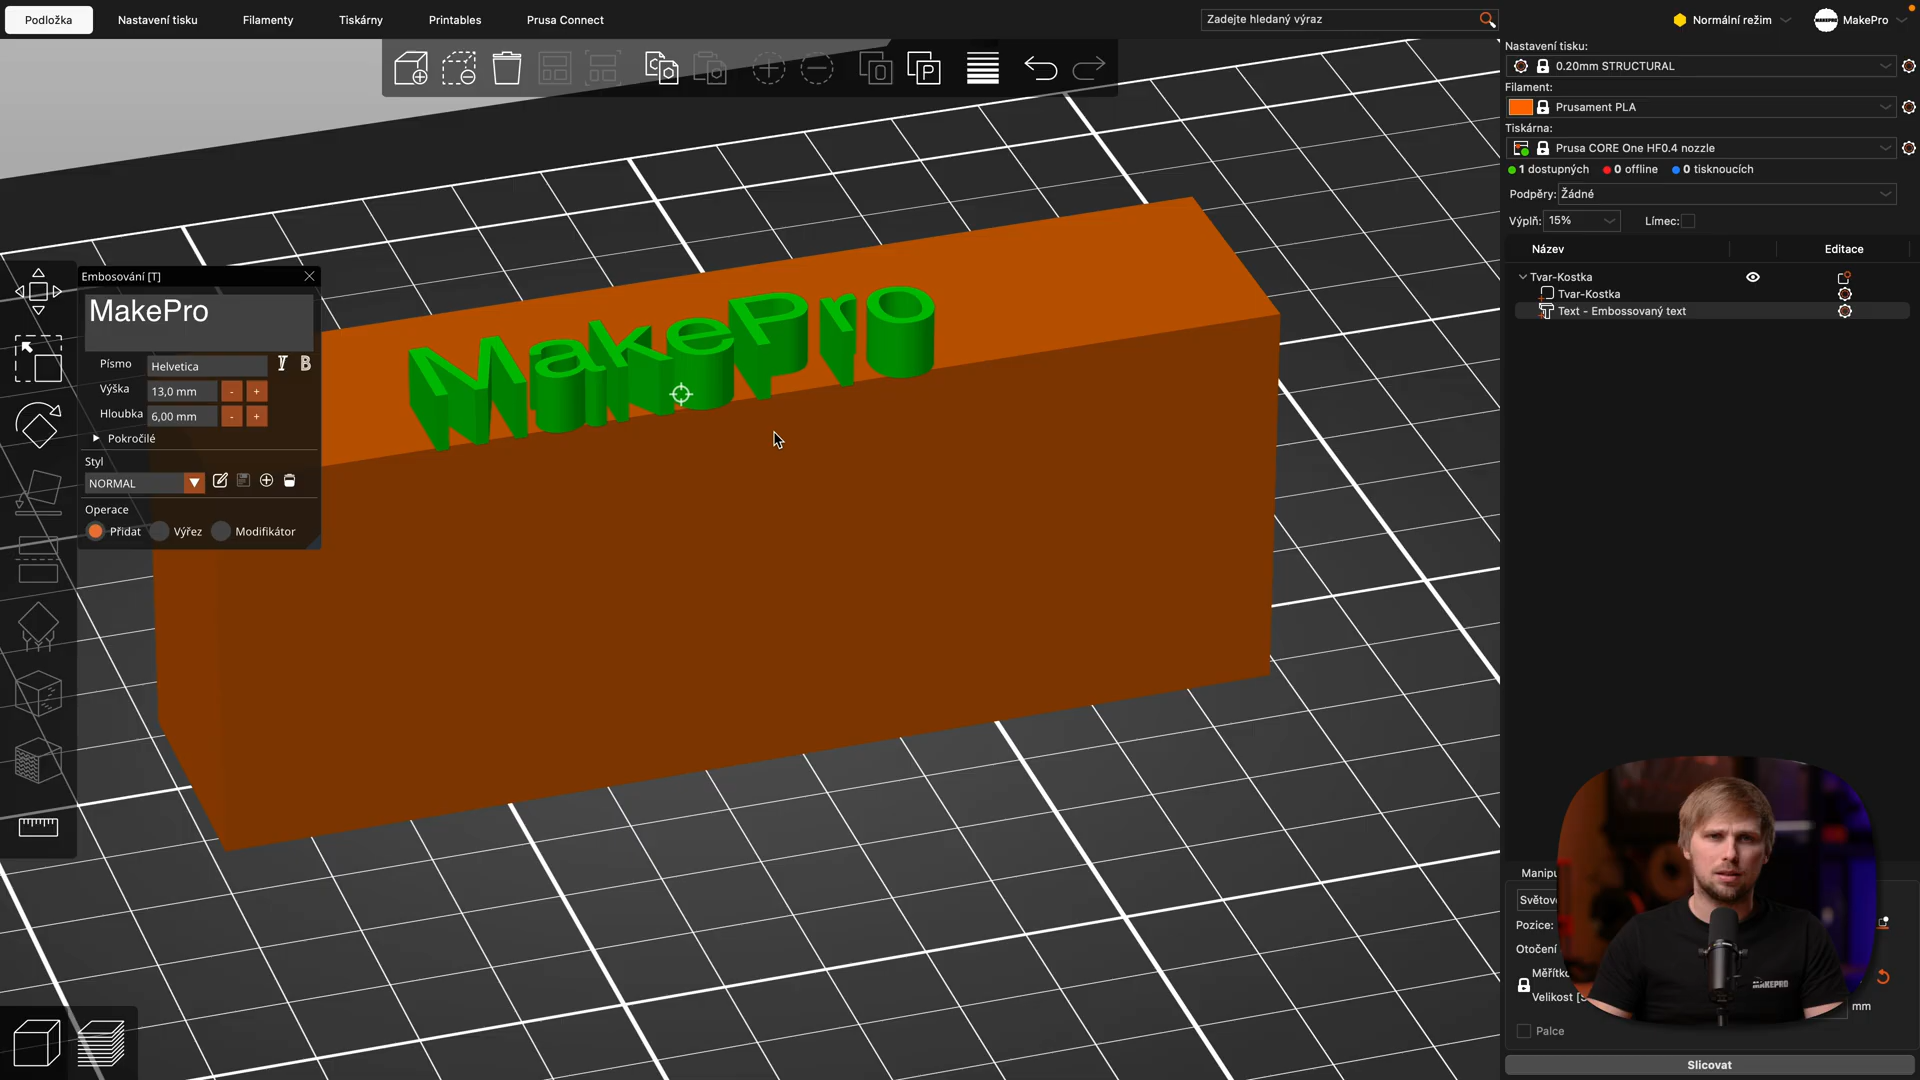 Podložka
Nastavení tisku
Filamenty
Tiskárny
Printables
Prusa Connect
Zadejte hledaný výraz
Normální režim
MakePro
Nastavení tisku:
0.20mm STRUCTURAL
Filament:
Prusament PLA
Tiskárna:
Prusa CORE One HF0.4 nozzle
1 dostupných
0 offline
0 tisknoucích
Podpěry: Žádné
Výplň: 15%
Límec:
Název
Editace
Tvar-Kostka
Tvar-Kostka
Text - Embossovaný text
Embosování [T]
MakePro
Písmo
Helvetica
Výška
13,0 mm
- +
Hloubka
6,00 mm
- +
Pokročilé
Styl
NORMAL
Operace
Přidat
Výřez
Modifikátor
MakePro
Pozice:
Otočení
mm
Palce
MAKEPRO
Slicovat